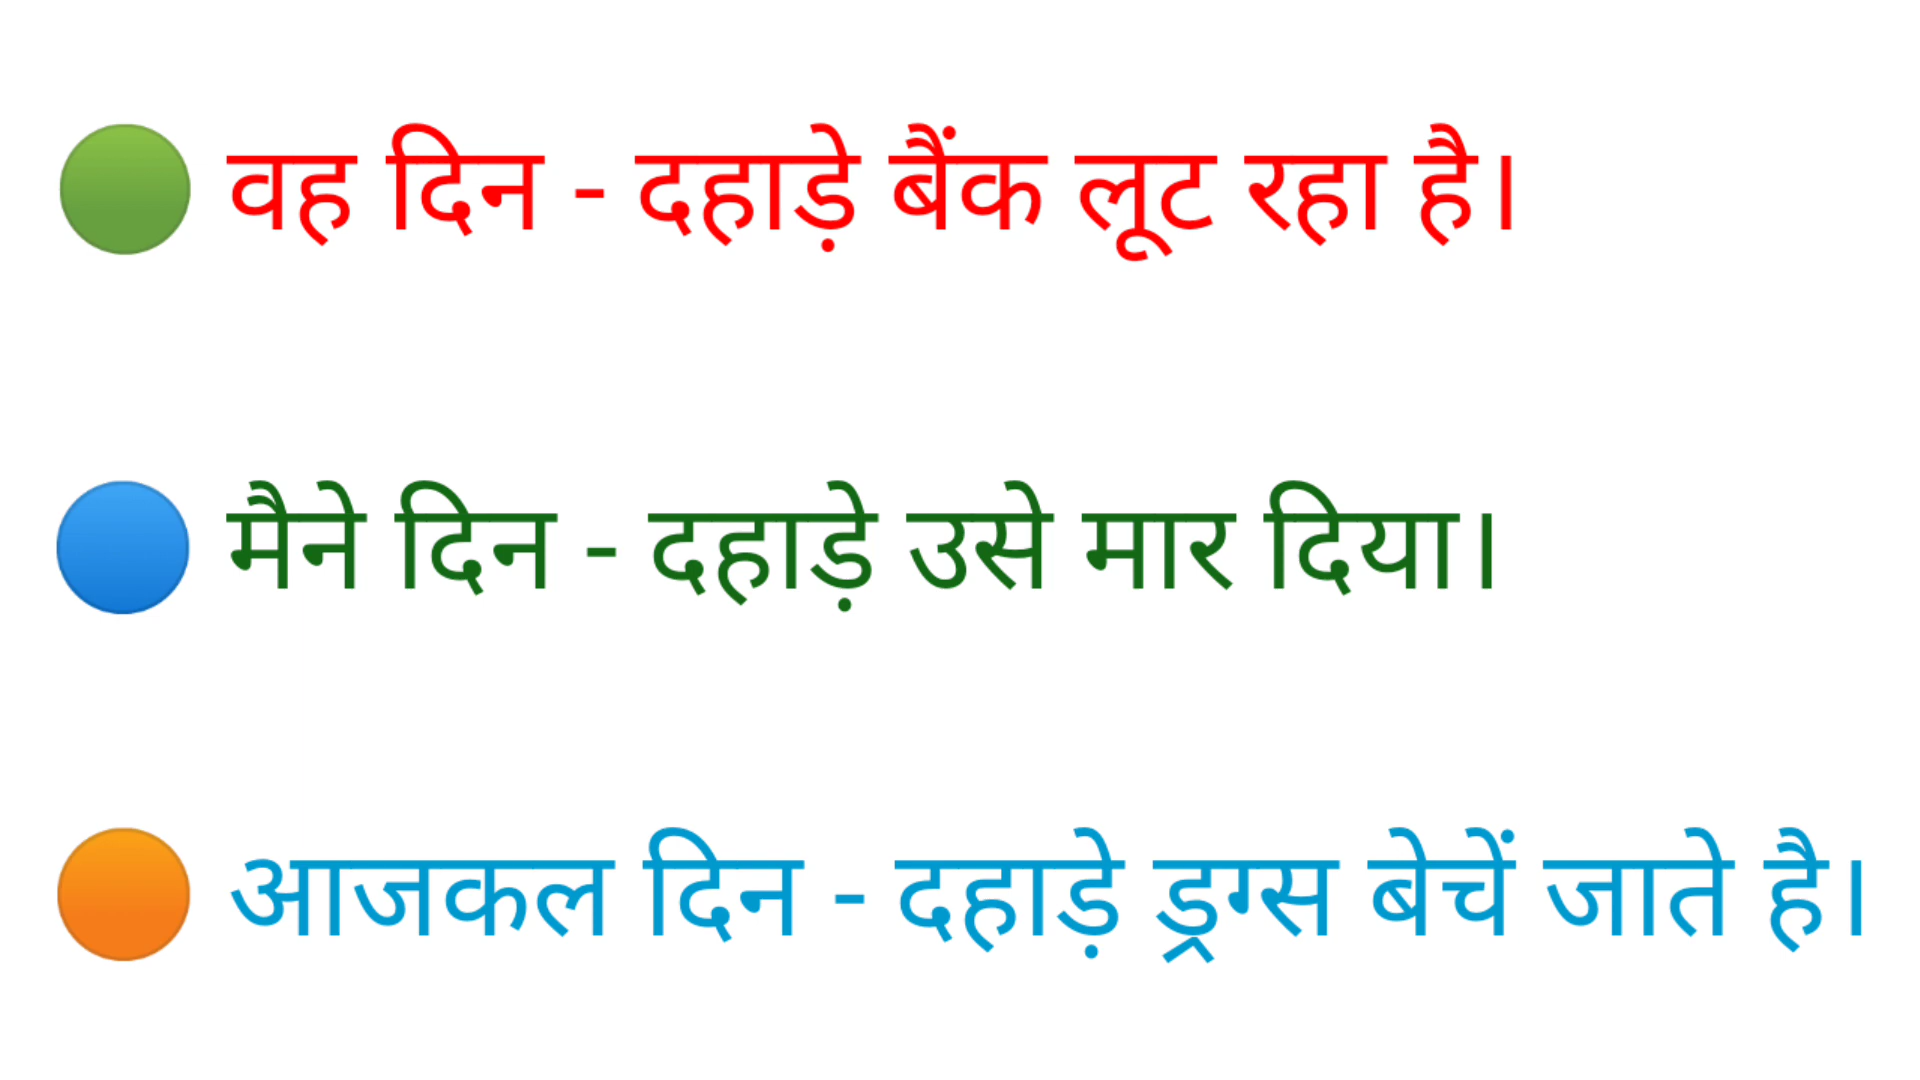 वह दिन - दहाड़े बैंक लूट रहा है।
मैने दिन - दहाड़े उसे मार दिया।
आजकल दिन - दहाड़े ड्रग्स बेचें जाते है।